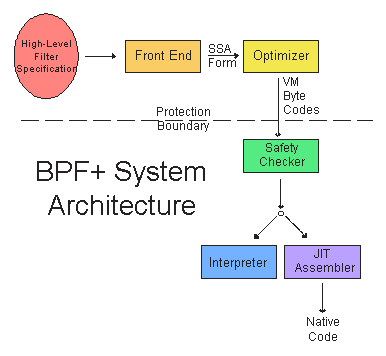 High-Level
Filter
Specification
Front End
SSA
Form
Optimizer
VM
Byte
Codes
Protection
Boundary
Safety
Checker
BPF+ System
Architecture
Interpreter
JIT
Assembler
Native
Code